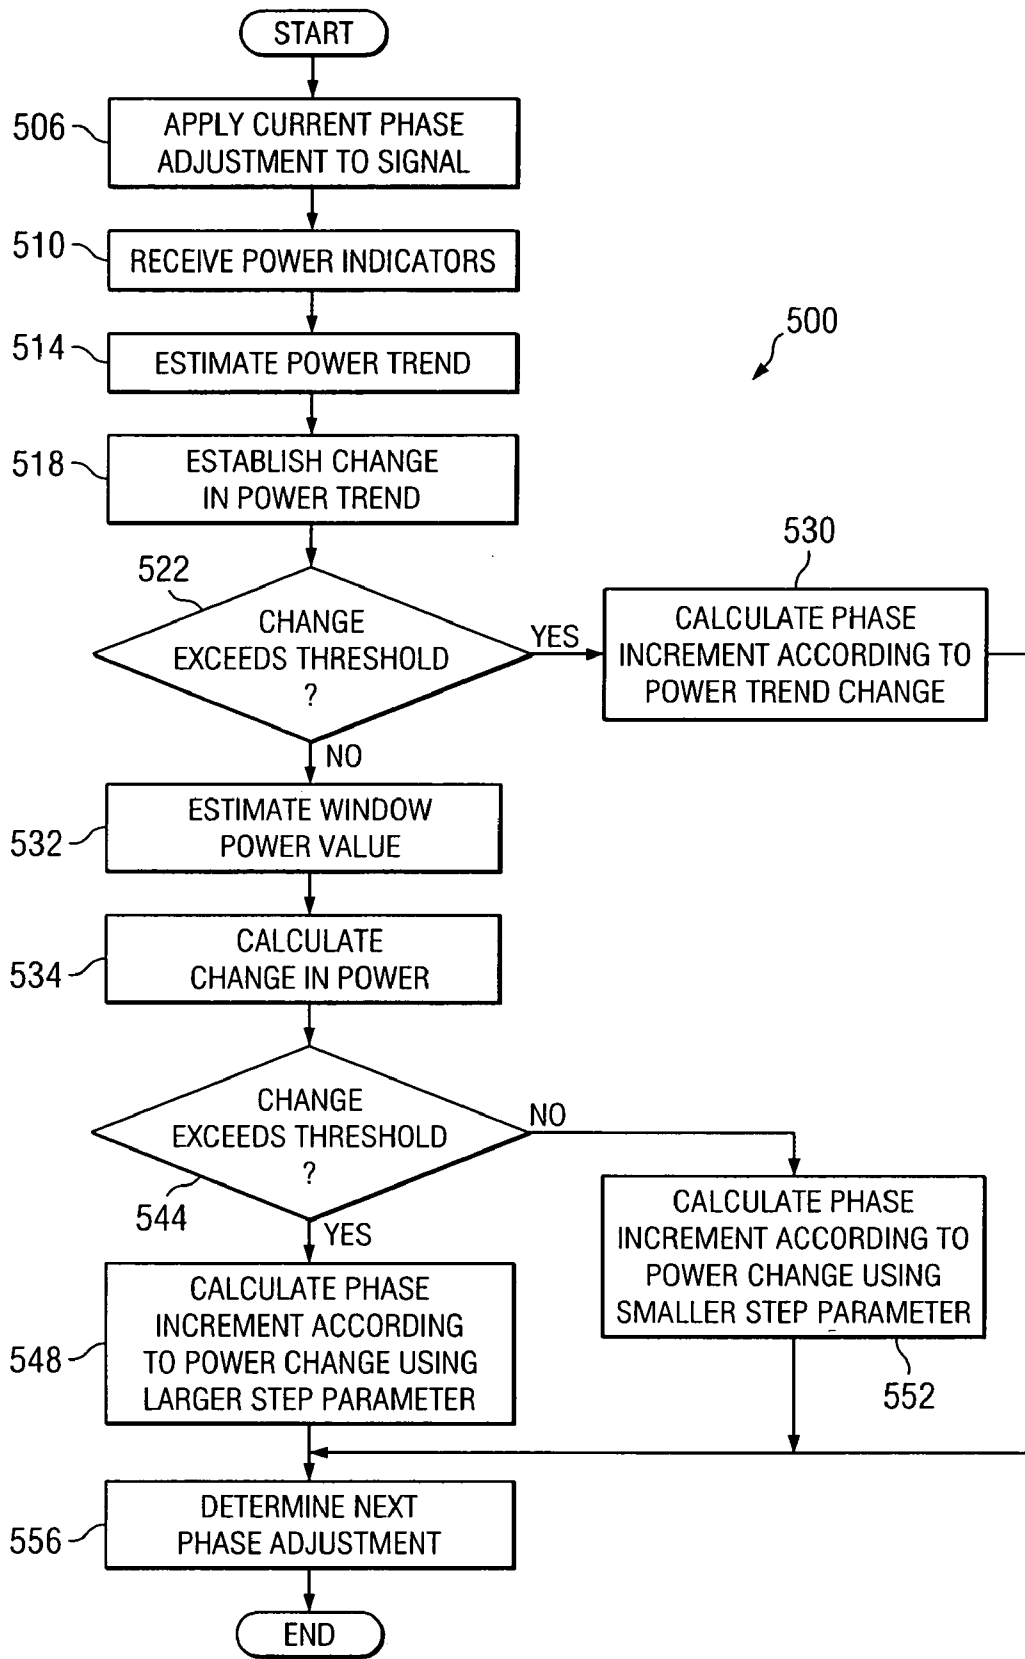 START
506
APPLY CURRENT PHASE
ADJUSTMENT TO SIGNAL
510
RECEIVE POWER INDICATORS
500
514
ESTIMATE POWER TREND
518
ESTABLISH CHANGE
IN POWER TREND
522
CHANGE
EXCEEDS THRESHOLD
?
YES
530
CALCULATE PHASE
INCREMENT ACCORDING TO
POWER TREND CHANGE
NO
532
ESTIMATE WINDOW
POWER VALUE
534
CALCULATE
CHANGE IN POWER
CHANGE
EXCEEDS THRESHOLD
?
544
NO
YES
CALCULATE PHASE
INCREMENT ACCORDING TO
POWER CHANGE USING
SMALLER STEP PARAMETER
552
548
CALCULATE PHASE
INCREMENT ACCORDING
TO POWER CHANGE USING
LARGER STEP PARAMETER
556
DETERMINE NEXT
PHASE ADJUSTMENT
END